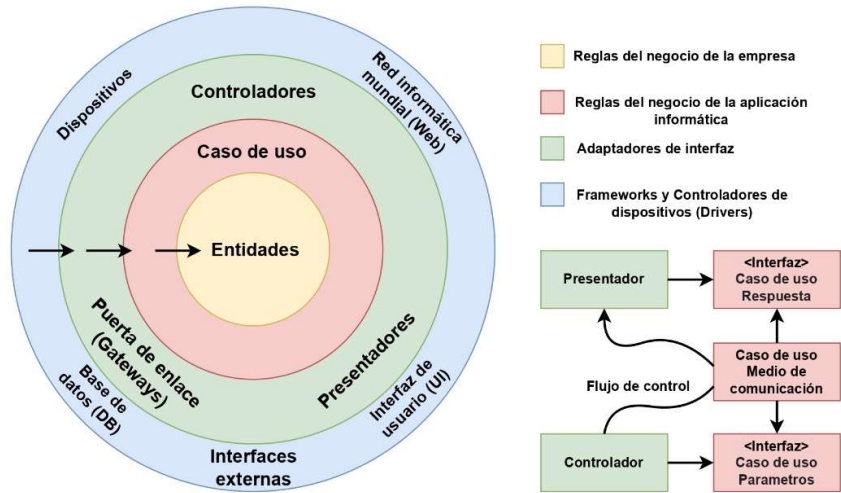 Dispositivos
Red informática
mundial (Web)
Controladores
Caso de uso
Entidades
Puerta de enlace
(Gateways)
Presentadores
Base de
datos (DB)
Interfaz de
usuario (UI)
Interfaces
externas
Reglas del negocio de la empresa
Reglas del negocio de la aplicación
informática
Adaptadores de interfaz
Frameworks y Controladores de
dispositivos (Drivers)
Presentador
<Interfaz>
Caso de uso
Respuesta
Caso de uso
Medio de
comunicación
Flujo de control
Controlador
<Interfaz>
Caso de uso
Parametros